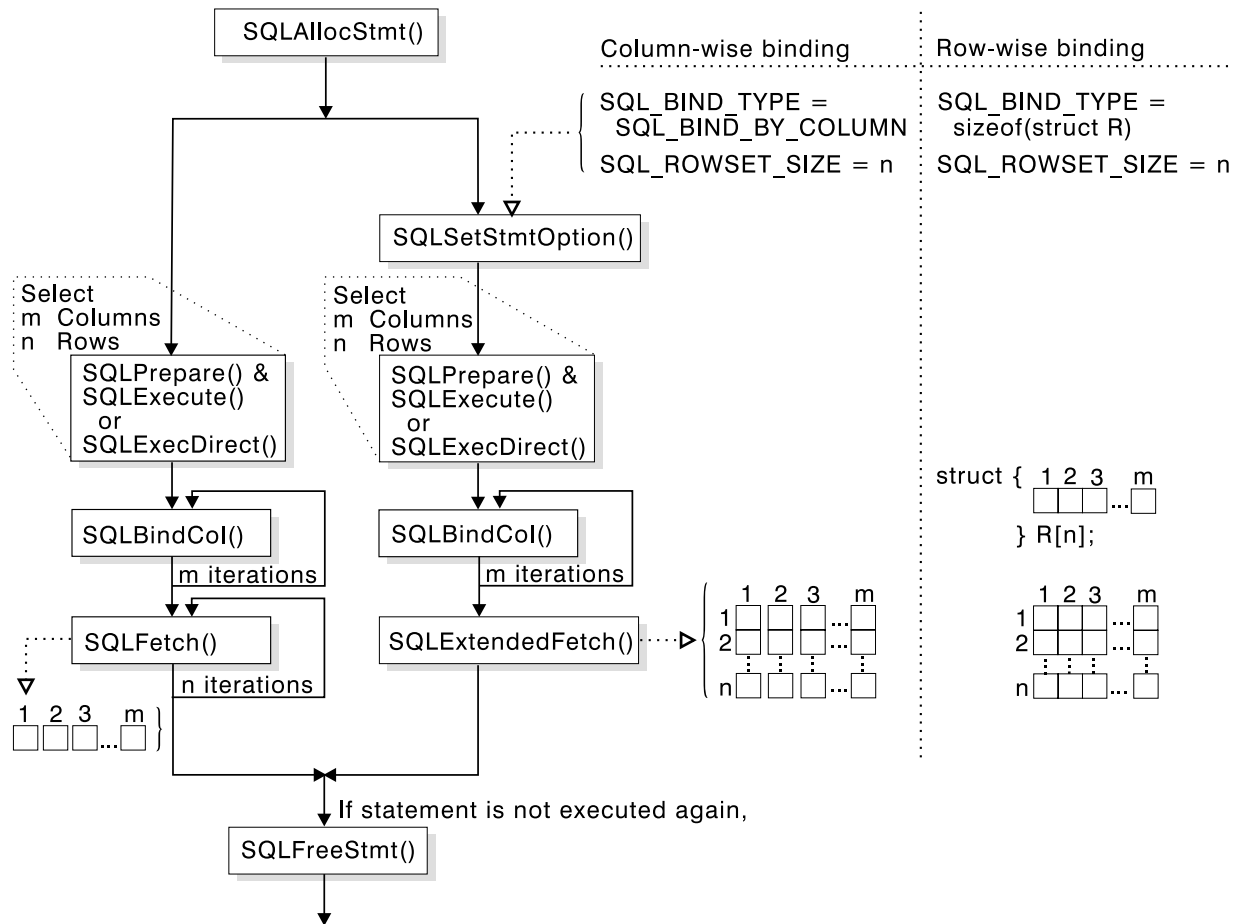 SQLAllocStmt()
Column-wise binding
Row-wise binding
SQL_BIND_TYPE =
SQL_BIND_BY_COLUMN
SQL_ROWSET_SIZE = n
SQL_BIND_TYPE =
sizeof(struct R)
SQL_ROWSET_SIZE = n
SQLSetStmtOption()
Select
m Columns
n Rows
SQLPrepare() &
SQLExecute()
or
SQLExecDirect()
Select
m Columns
n Rows
SQLPrepare() &
SQLExecute()
or
SQLExecDirect()
struct {
1 2 3 m
...
} R[n];
SQLBindCol()
m iterations
SQLBindCol()
m iterations
SQLFetch()
n iterations
1 2 3 m
...
SQLExtendedFetch()
1 2 3 m
1 ...
2 ...
n ...
1 2 3 m
1 ...
2 ...
n ...
If statement is not executed again,
SQLFreeStmt()